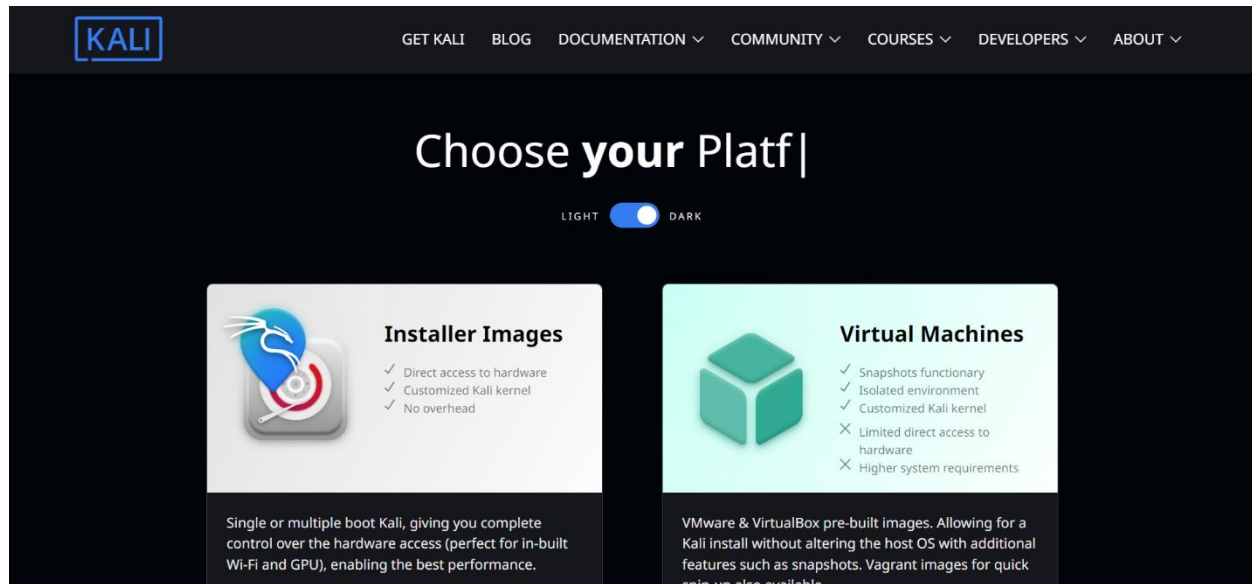 KALI
GET KALI BLOG DOCUMENTATION COMMUNITY COURSES DEVELOPERS ABOUT
Choose your Platf|
LIGHT DARK
Installer Images
Direct access to hardware
Customized Kali kernel
No overhead
Single or multiple boot Kali, giving you complete
control over the hardware access (perfect for in-built
Wi-Fi and GPU), enabling the best performance.
Virtual Machines
Snapshots functionary
Isolated environment
Customized Kali kernel
Limited direct access to
hardware
Higher system requirements
VMware & VirtualBox pre-built images. Allowing for a
Kali install without altering the host OS with additional
features such as snapshots. Vagrant images for quick
spin-up also available.